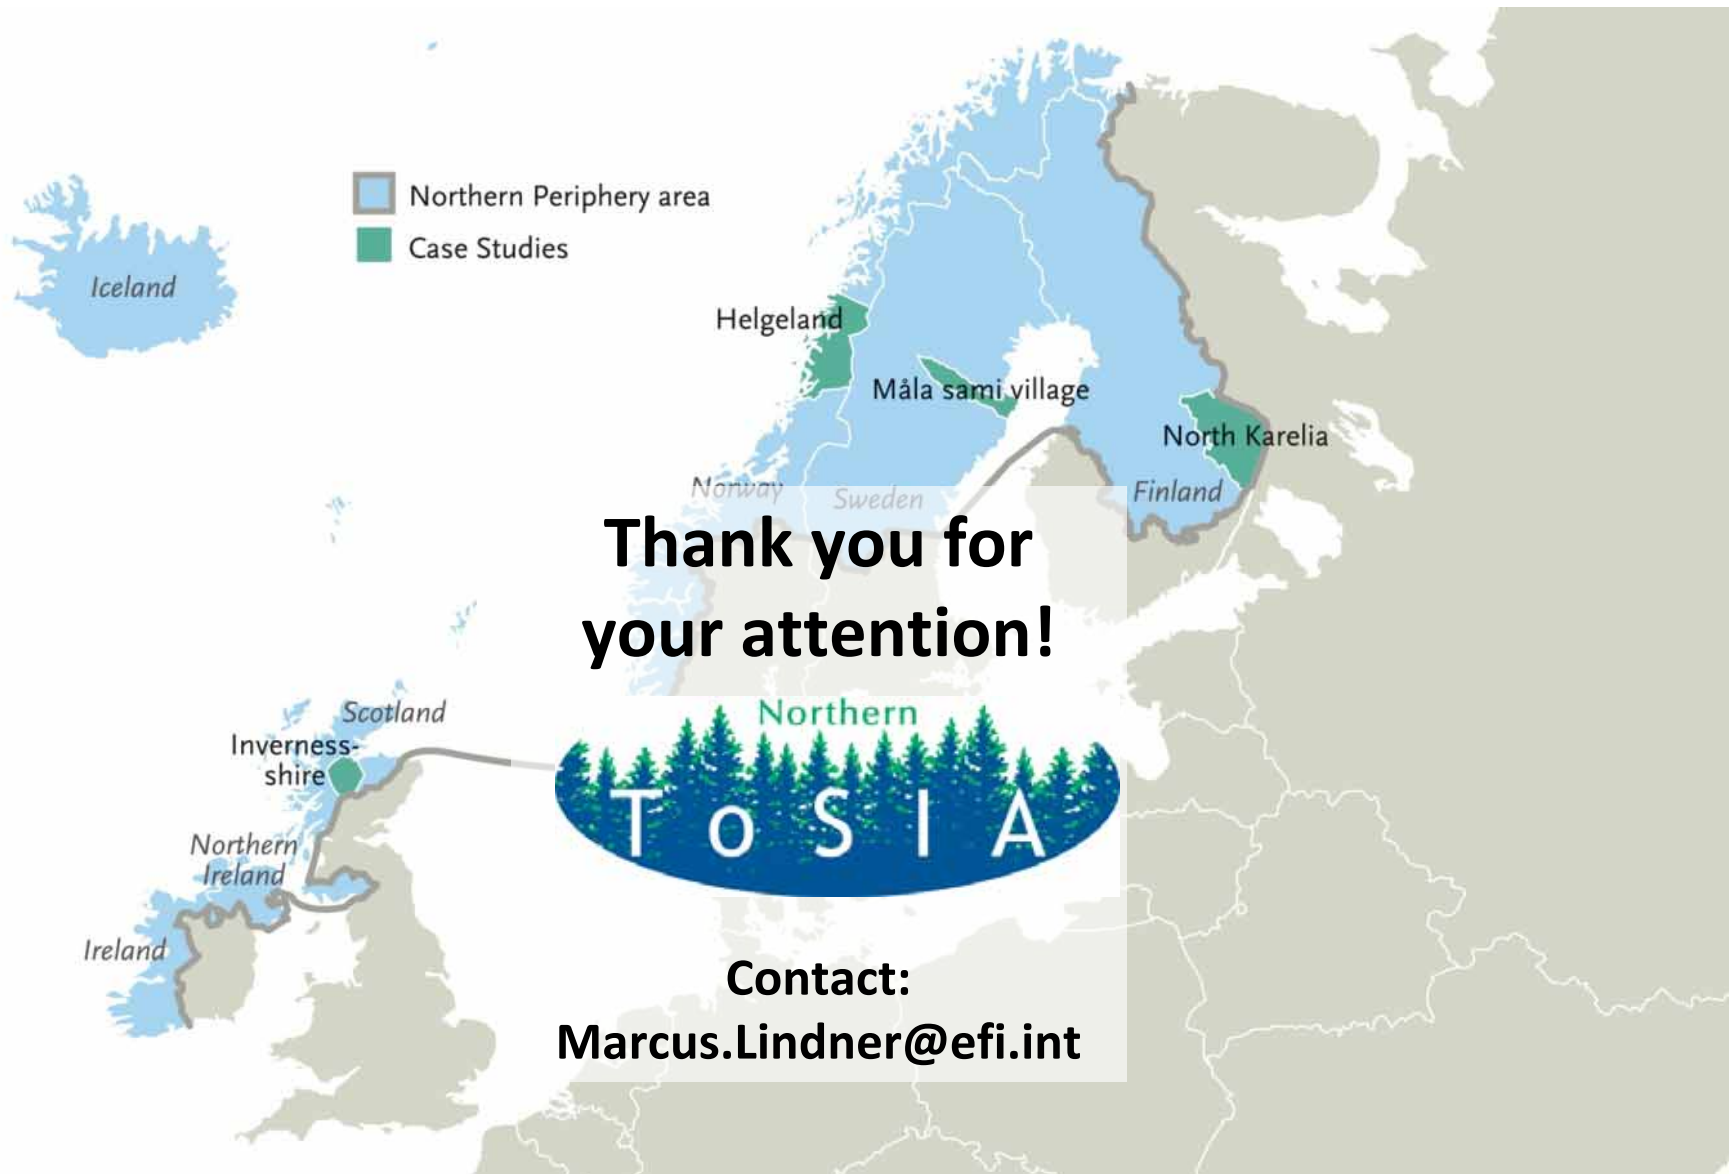 Northern Periphery area
Case Studies
Iceland
Helgeland
Måla sami village
North Karelia
Norway
Sweden
Finland
Thank you for
your attention!
Scotland
Northern
Inverness-
shire
ToSIA
Northern
Ireland
Ireland
Contact:
Marcus.Lindner@efi.int